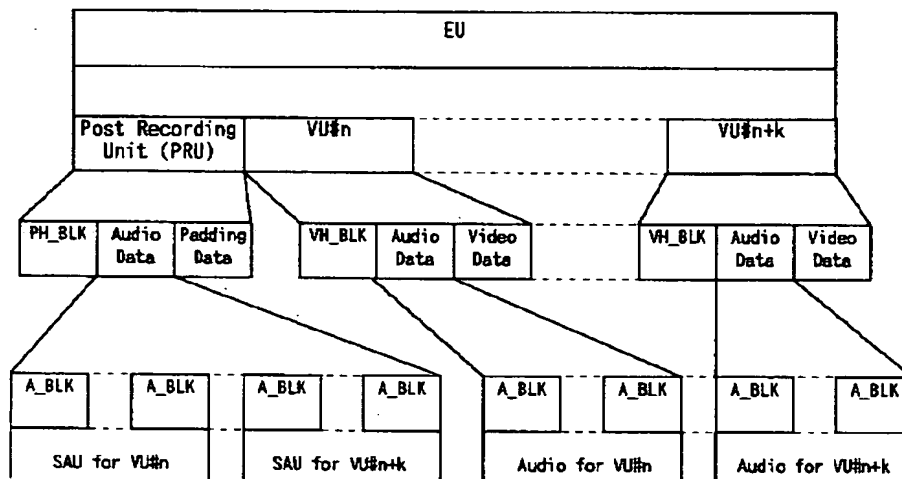 EU
Post Recording
Unit (PRU)
VU#n
VU#n+k
PH_BLK
Audio
Data
Padding
Data
VH_BLK
Audio
Data
Video
Data
VH_BLK
Audio
Data
Video
Data
A_BLK
A_BLK
A_BLK
A_BLK
A_BLK
A_BLK
A_BLK
A_BLK
SAU for VU#n
SAU for VU#n+k
Audio for VU#n
Audio for VU#n+k